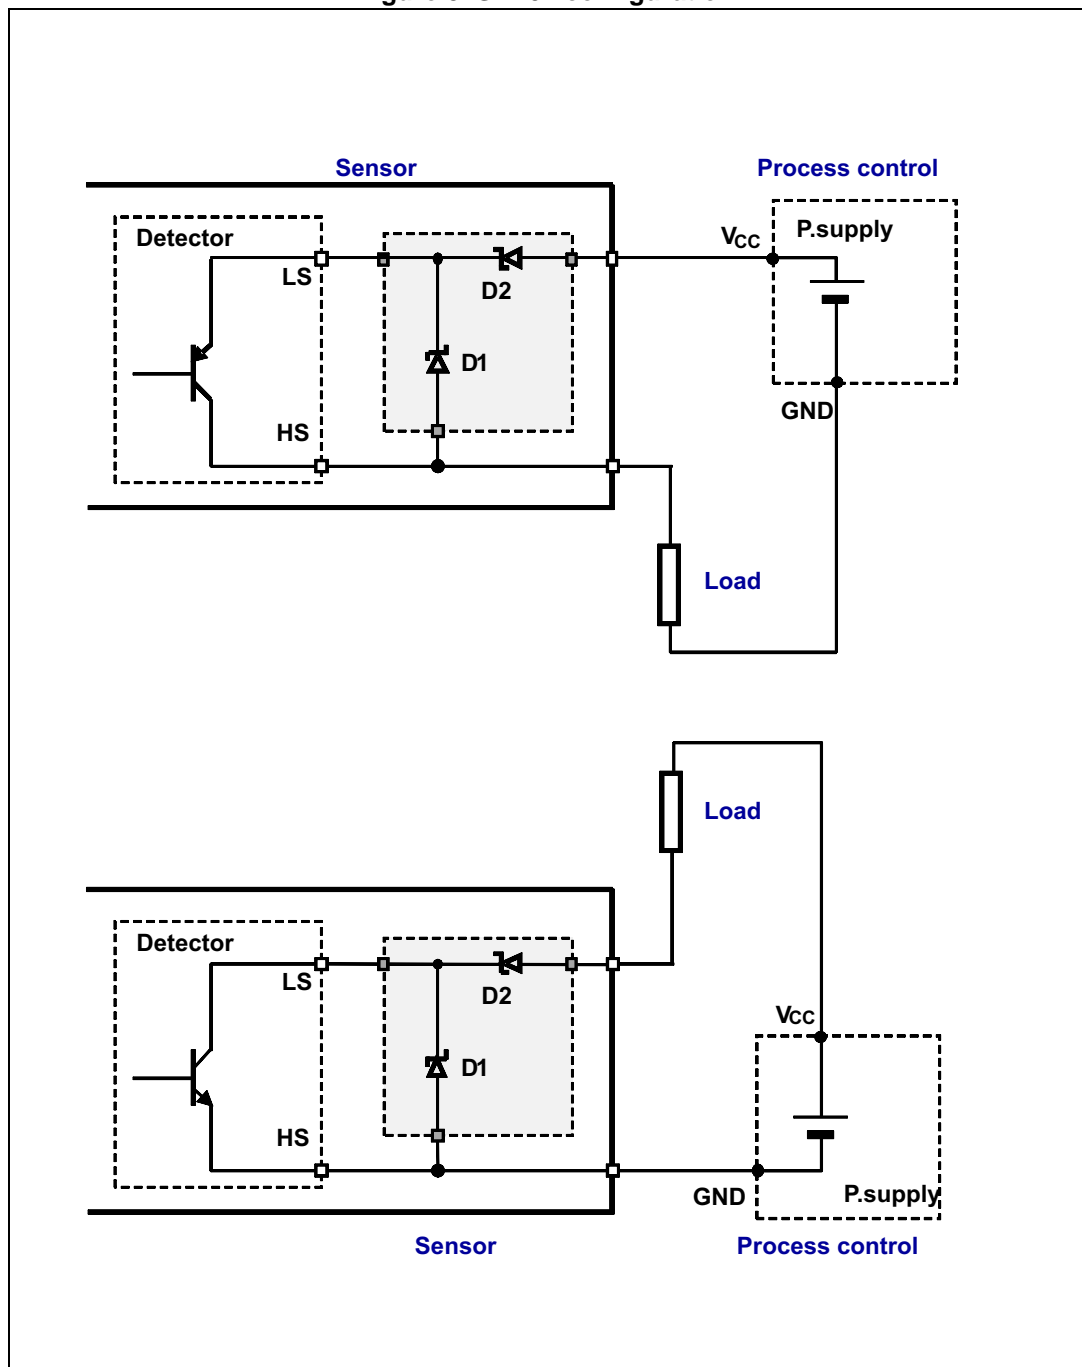 Sensor
Process control
Detector
LS
D2
D1
HS
VCC
P.supply
GND
Load
Load
Detector
LS
D2
D1
HS
VCC
GND
P.supply
Sensor
Process control